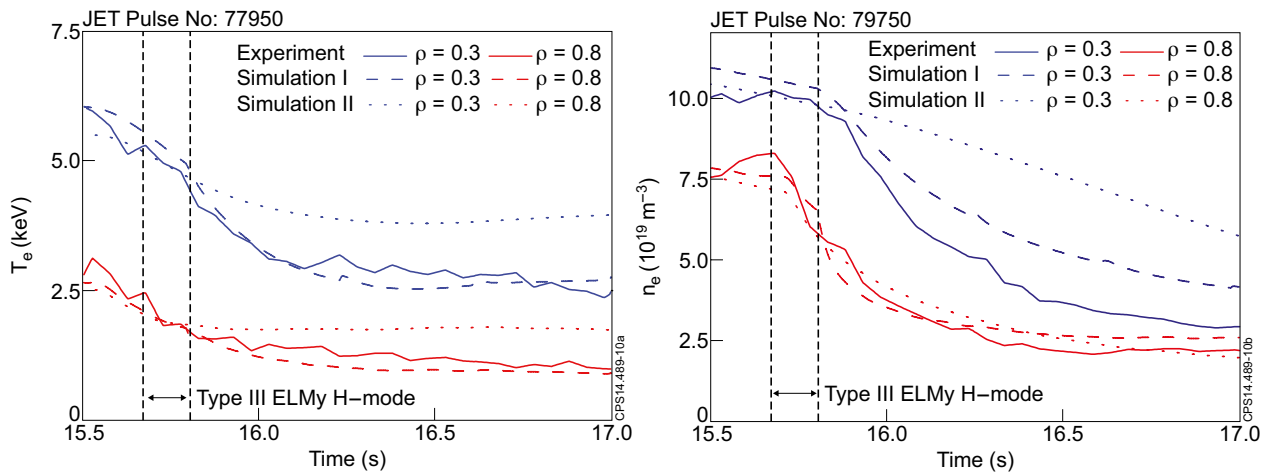 JET Pulse No: 77950
7.5
5.0
2.5
0
T_e (keV)
Experiment ρ = 0.3 ρ = 0.8
Simulation I ρ = 0.3 ρ = 0.8
Simulation II ρ = 0.3 ρ = 0.8
Type III ELMy H–mode
CPS14.489-10a
15.5 16.0 16.5 17.0
Time (s)
JET Pulse No: 79750
10.0
7.5
5.0
2.5
0
n_e (10^19 m^-3)
Experiment ρ = 0.3 ρ = 0.8
Simulation I ρ = 0.3 ρ = 0.8
Simulation II ρ = 0.3 ρ = 0.8
Type III ELMy H–mode
CPS14.489-10b
15.5 16.0 16.5 17.0
Time (s)